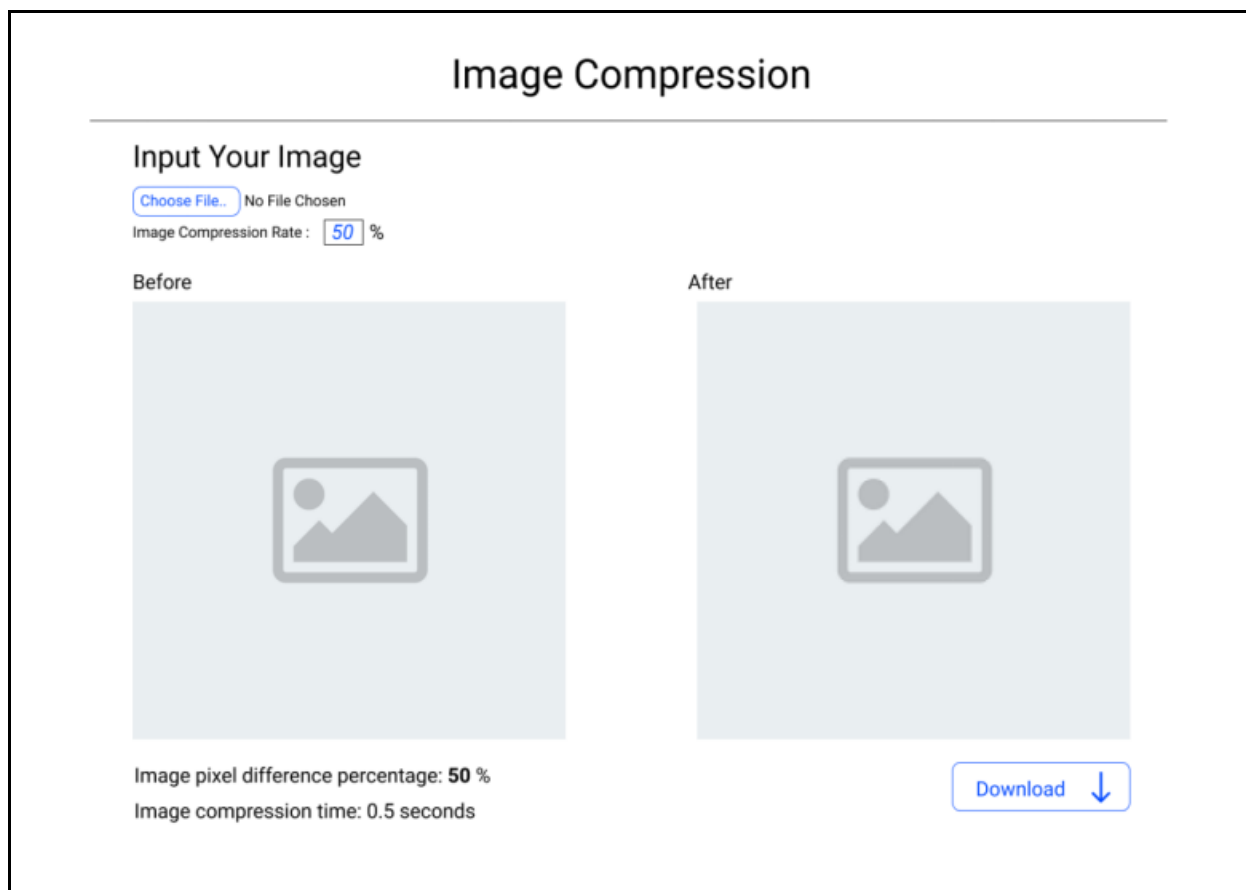 Image Compression
Input Your Image
Choose File.. No File Chosen
Image Compression Rate : 50 %
Before
After
Image pixel difference percentage: 50 %
Image compression time: 0.5 seconds
Download